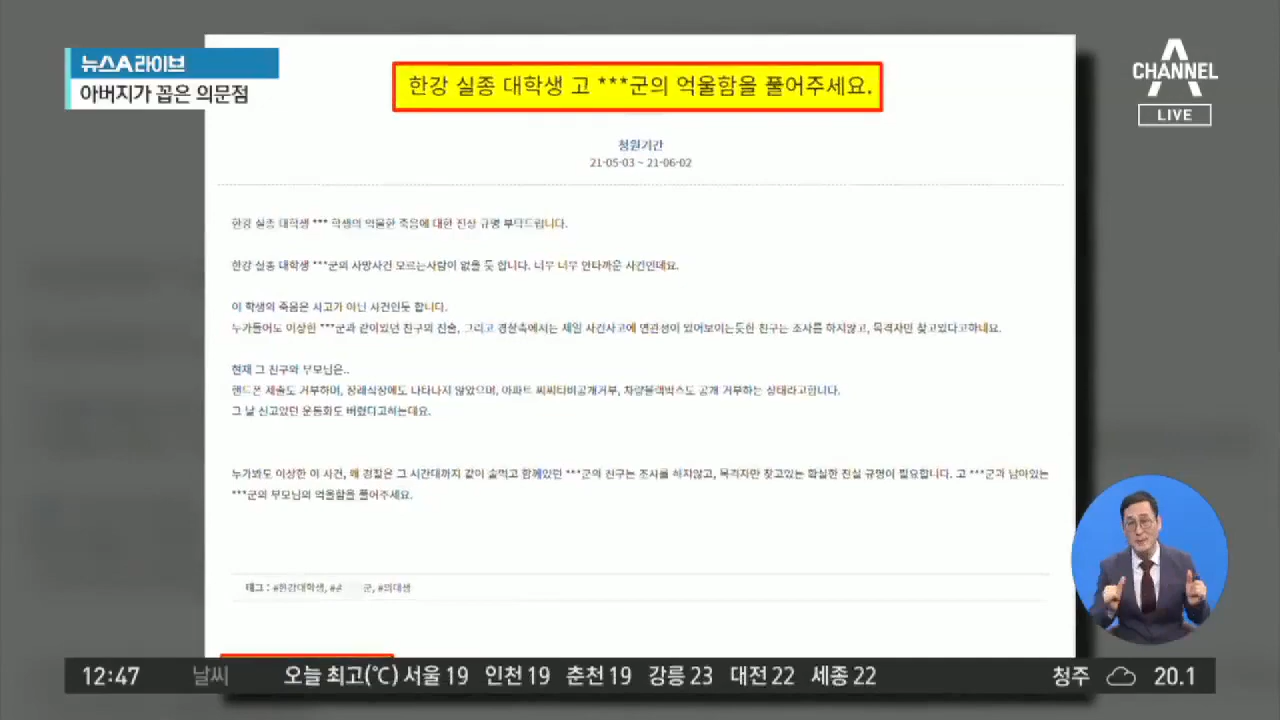 뉴스A 라이브
아버지가 꼽은 의문점
CHANNEL A
LIVE
한강 실종 대학생 고 ***군의 억울함을 풀어주세요.
청원기간
21-05-03 ~ 21-06-02
한강 실종 대학생 *** 학생의 억울한 죽음에 대한 진상 규명 부탁드립니다.
한강 실종 대학생 ***군의 사망사건 모르는사람이 없을 듯 합니다. 너무 너무 안타까운 사건인데요.
이 학생의 죽음은 사고가 아닌 사건인듯 합니다.
누가들어도 이상한 ***군과 같이있던 친구의 진술, 그리고 경찰측에서는 제일 사건사고에 연관성이 있어보이는듯한 친구는 조사를 하지않고, 목격자만 찾고있다고하네요.
현재 그 친구와 부모님은..
핸드폰 제출도 거부하며, 장례식장에도 나타나지 않았으며, 아파트 씨씨티비공개거부, 차량블랙박스도 공개 거부하는 상태라고합니다.
그 날 신고있던 운동화도 버렸다고하는데요.
누가봐도 이상한 이 사건, 왜 경찰은 그 시간대까지 같이 술먹고 함께있던 ***군의 친구는 조사를 하지않고, 목격자만 찾고있는 확실한 진실 규명이 필요합니다. 고 ***군과 남아있는
***군의 부모님의 억울함을 풀어주세요.
태그 : #한강대학생, #고 군, #의대생
12:47 날씨 오늘 최고(℃) 서울 19 인천 19 춘천 19 강릉 23 대전 22 세종 22 청주 20.1